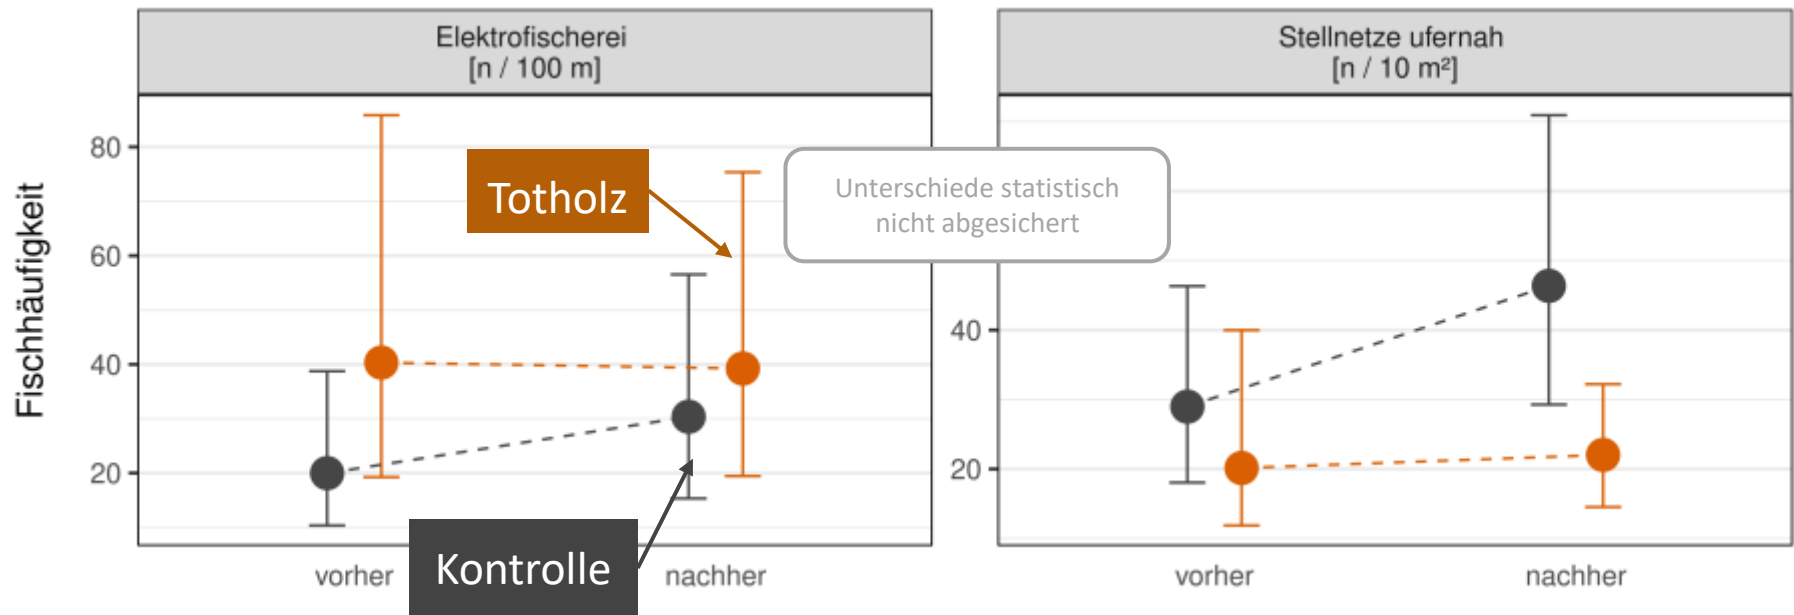 Elektrofischerei
[n / 100 m]
Stellnetze ufernah
[n / 10 m²]
Fischhäufigkeit
80
60
40
20
40
20
Totholz
Unterschiede statistisch
nicht abgesichert
Kontrolle
vorher
nachher
vorher
nachher